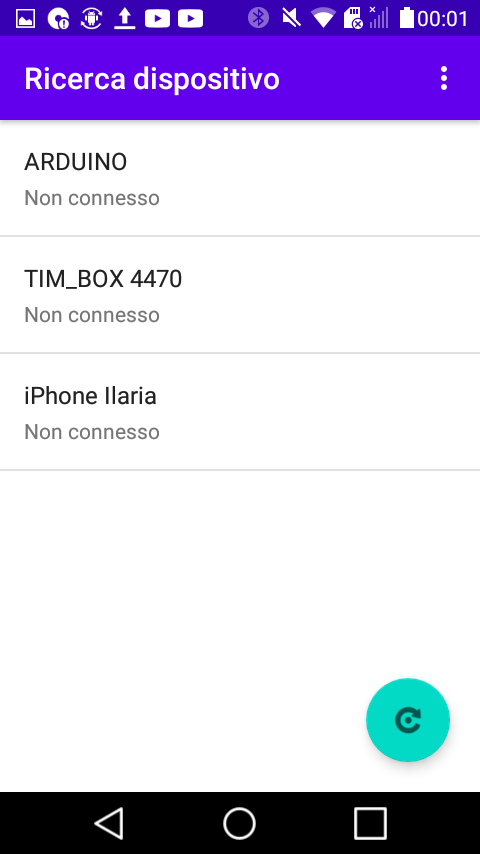 00:01
Ricerca dispositivo
ARDUINO
Non connesso
TIM_BOX 4470
Non connesso
iPhone Ilaria
Non connesso